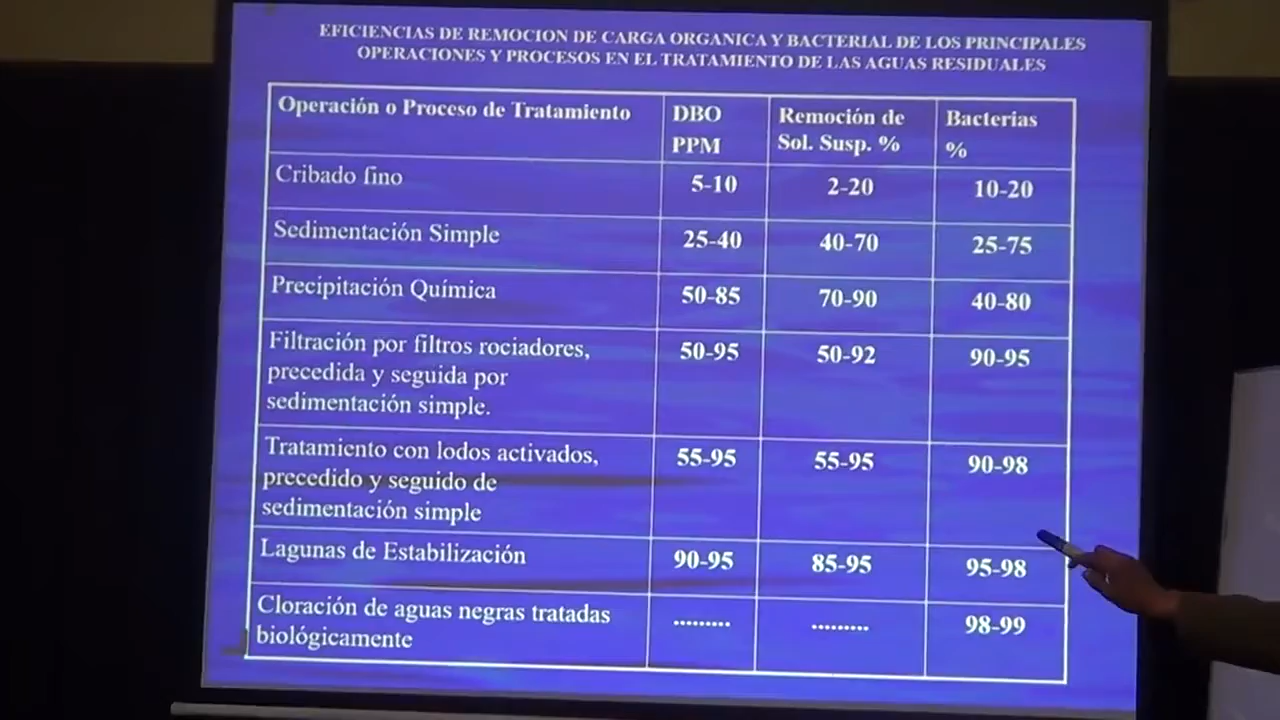 EFICIENCIAS DE REMOCION DE CARGA ORGANICA Y BACTERIAL DE LOS PRINCIPALES
OPERACIONES Y PROCESOS EN EL TRATAMIENTO DE LAS AGUAS RESIDUALES
Operación o Proceso de Tratamiento DBO PPM Remoción de Sol. Susp. % Bacterias %
Cribado fino 5-10 2-20 10-20
Sedimentación Simple 25-40 40-70 25-75
Precipitación Química 50-85 70-90 40-80
Filtración por filtros rociadores, 50-95 50-92 90-95
precedida y seguida por
sedimentación simple.
Tratamiento con lodos activados, 55-95 55-95 90-98
precedido y seguido de
sedimentación simple
Lagunas de Estabilización 90-95 85-95 95-98
Cloración de aguas negras tratadas ......... ......... 98-99
biológicamente